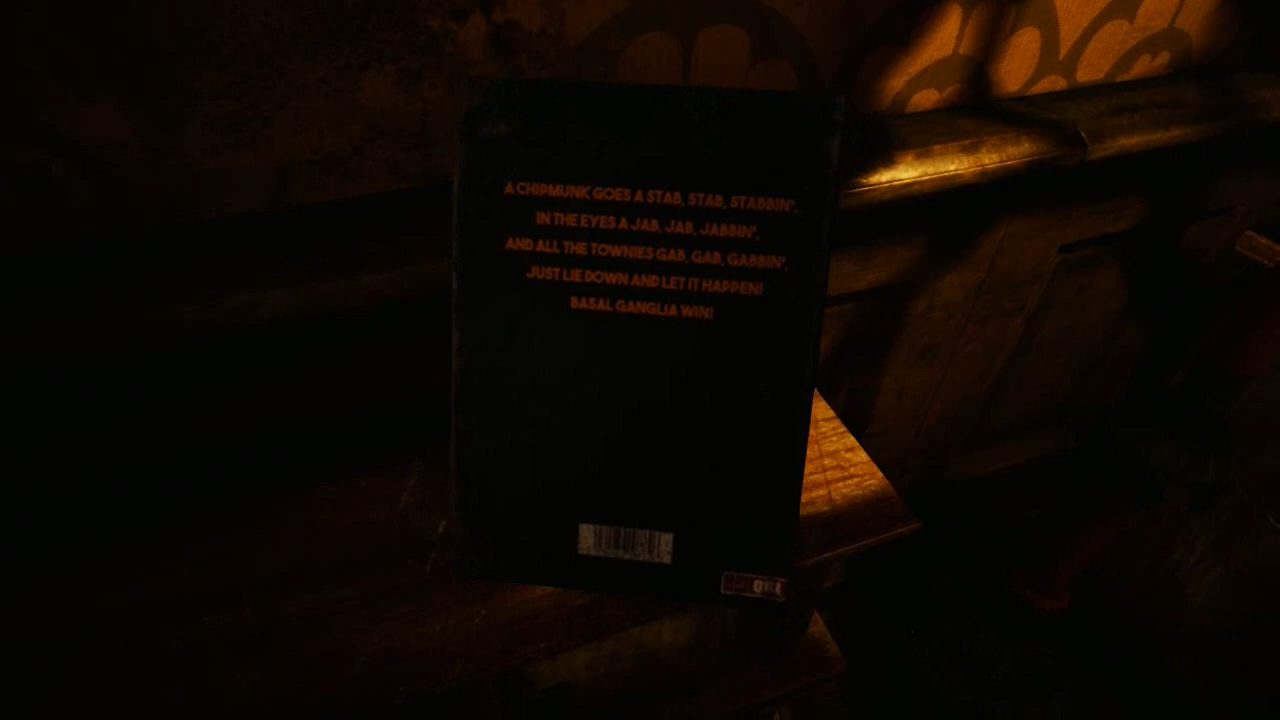 A CHIPMUNK GOES A STAB, STAB, STABBIN',
IN THE EYES A JAB, JAB, JABBIN',
AND ALL THE TOWNIES GAB, GAB, GABBIN',
JUST LIE DOWN AND LET IT HAPPEN!
BASAL GANGLIA WIN!